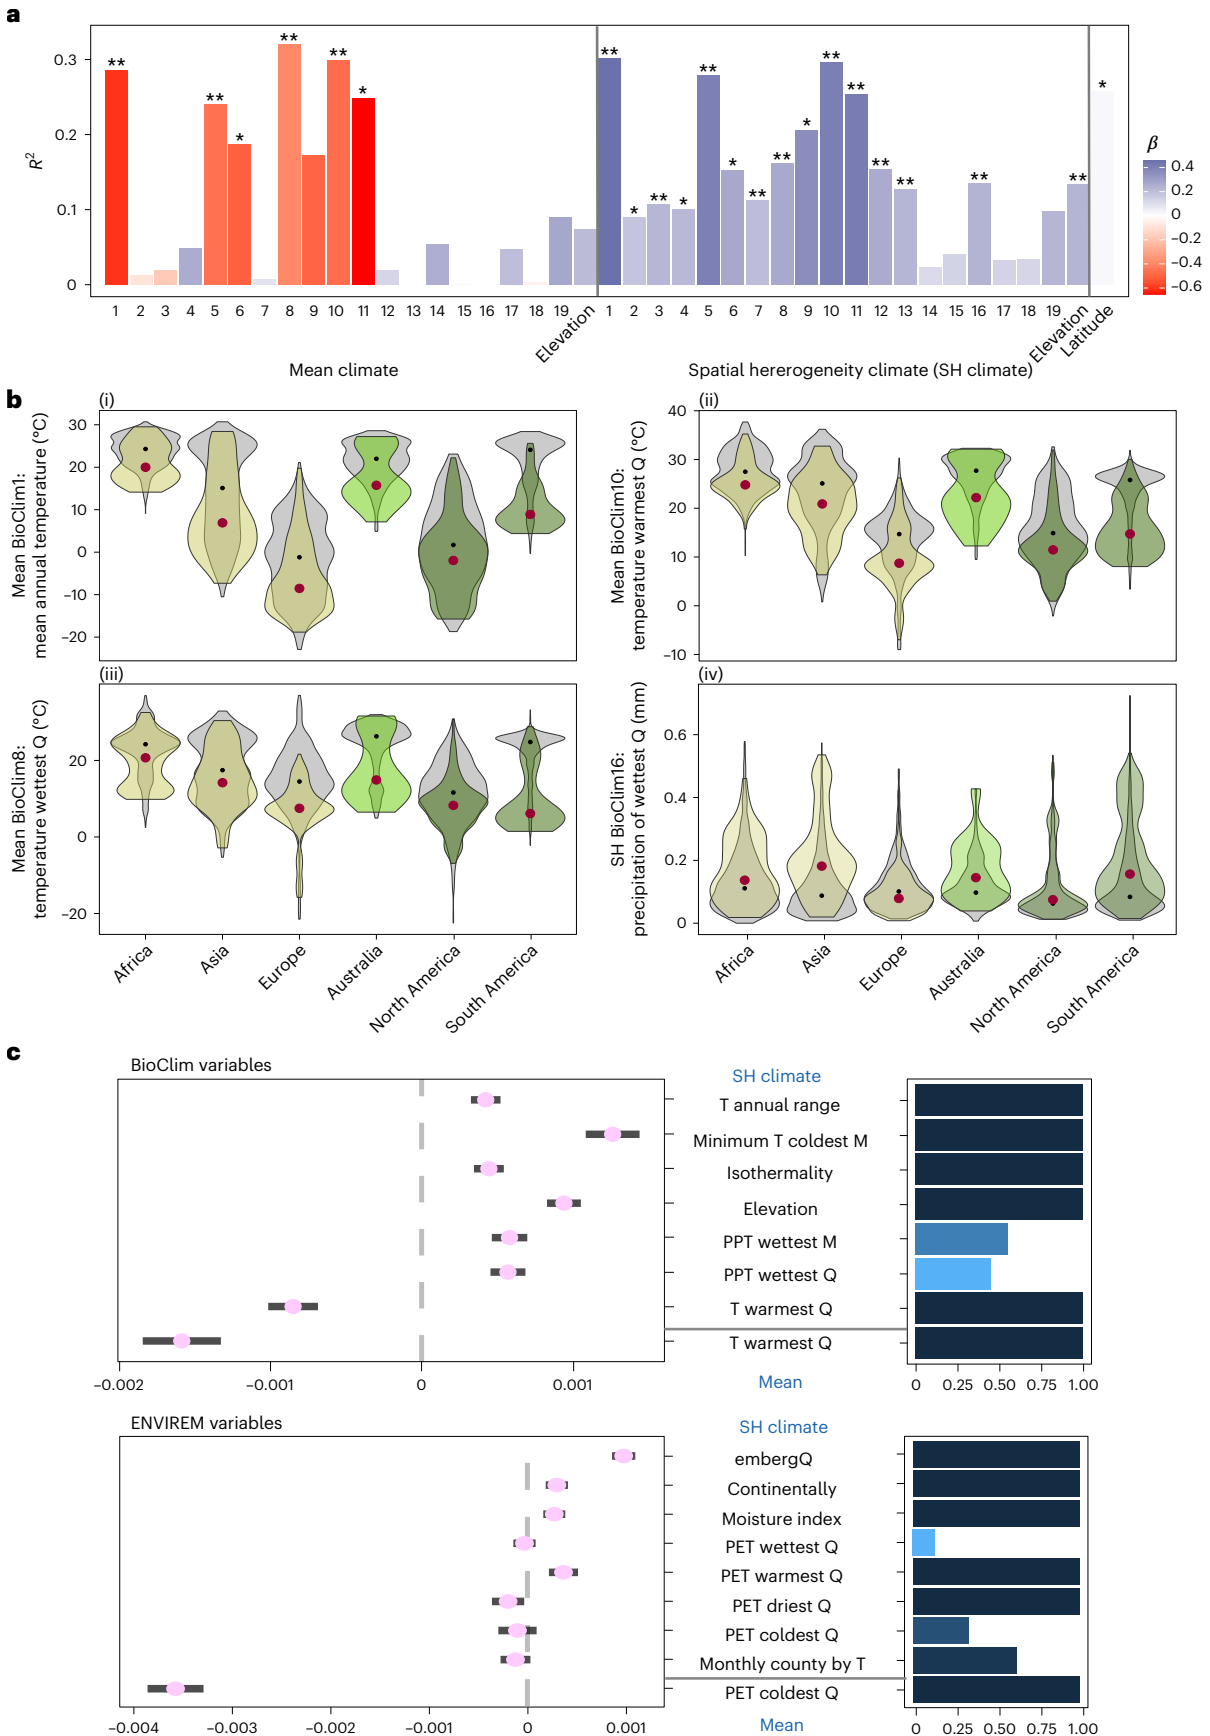 a
** ** * ** ** * ** * ** * ** * ** ** * ** ** ** ** ** ** *
0.3
0.2
0.1
0
R2
β
0.4
0.2
0
−0.2
−0.4
−0.6
1 2 3 4 5 6 7 8 9 10 11 12 13 14 15 16 17 18 19 Elevation 1 2 3 4 5 6 7 8 9 10 11 12 13 14 15 16 17 18 19 Elevation Latitude
Mean climate
Spatial hererogeneity climate (SH climate)
b
(i)
Mean BioClim1:
mean annual temperature (°C)
30
20
10
0
−10
−20
(ii)
Mean BioClim10:
temperature warmest Q (°C)
40
30
20
10
0
−10
(iii)
Mean BioClim8:
temperature wettest Q (°C)
20
0
−20
Africa
Asia
Europe
Australia
North America
South America
(iv)
SH BioClim16:
precipitation of wettest Q (mm)
0.6
0.4
0.2
0
Africa
Asia
Europe
Australia
North America
South America
c
BioClim variables
SH climate
T annual range
Minimum T coldest M
Isothermality
Elevation
PPT wettest M
PPT wettest Q
T warmest Q
T warmest Q
Mean
−0.002 −0.001 0 0.001
0 0.25 0.50 0.75 1.00
ENVIREM variables
SH climate
embergQ
Continentally
Moisture index
PET wettest Q
PET warmest Q
PET driest Q
PET coldest Q
Monthly county by T
PET coldest Q
Mean
−0.004 −0.003 −0.002 −0.001 0 0.001
0 0.25 0.50 0.75 1.00